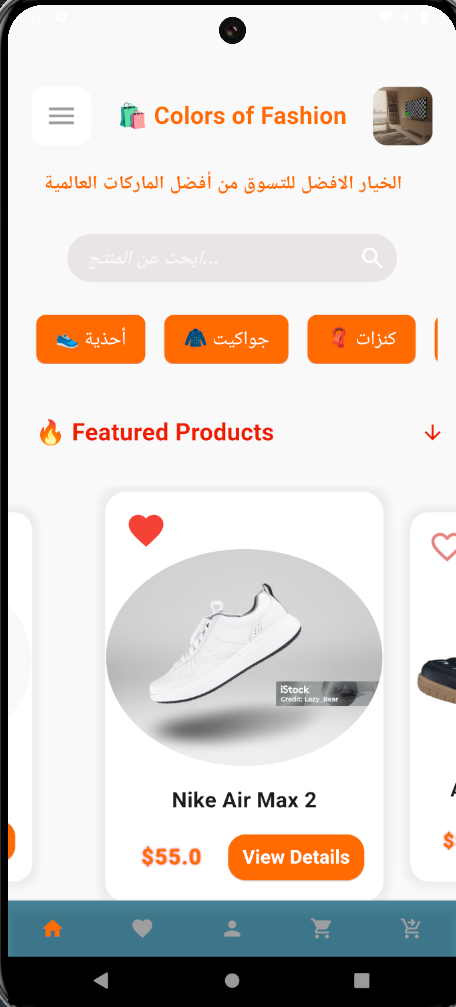 Colors of Fashion
الخيار الافضل للتسوق من أفضل الماركات العالمية
ابحث عن المنتج...
أحذية
جواكيت
كنزات
Featured Products
iStock
Credit: Lazy_Bear
Nike Air Max 2
$55.0 View Details